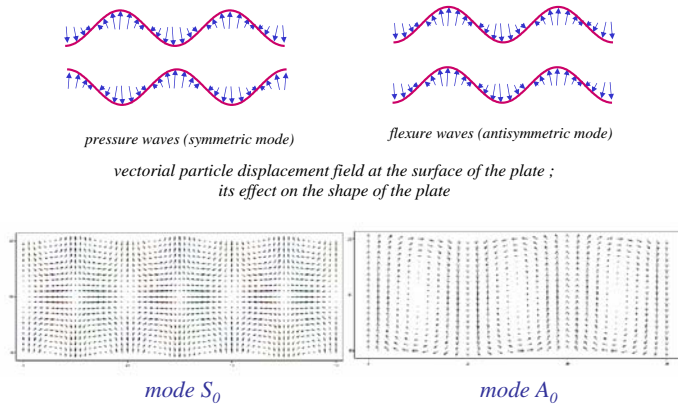 pressure waves (symmetric mode)
flexure waves (antisymmetric mode)
vectorial particle displacement field at the surface of the plate ;
its effect on the shape of the plate
mode S₀
mode A₀